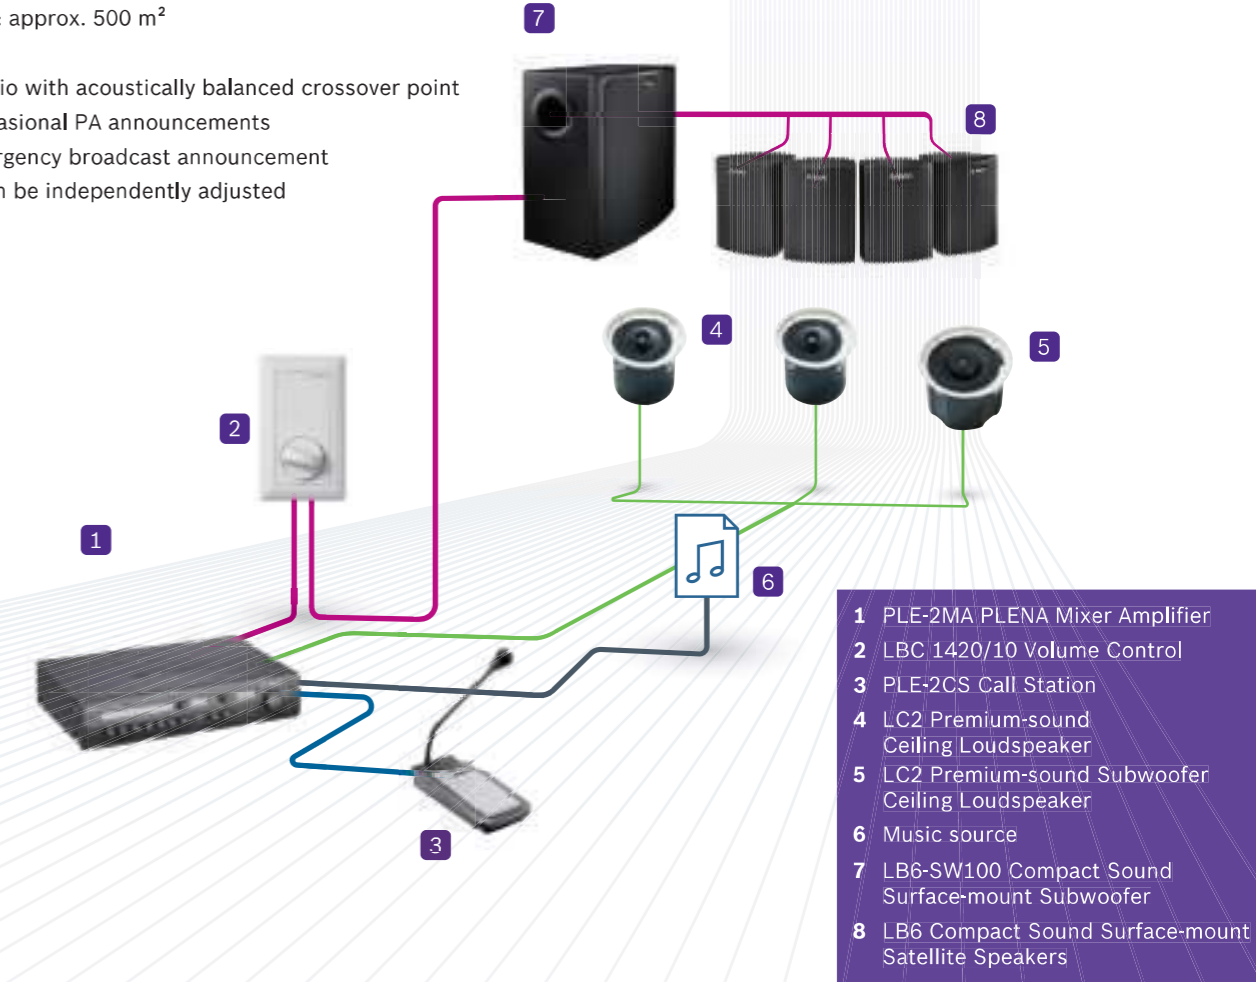 approx. 500 m²
with acoustically balanced crossover point
PA announcements
broadcast announcement
be independently adjusted
7
8
4
5
2
1
6
3
1 PLE-2MA PLENA Mixer Amplifier
2 LBC 1420/10 Volume Control
3 PLE-2CS Call Station
4 LC2 Premium-sound
Ceiling Loudspeaker
5 LC2 Premium-sound Subwoofer
Ceiling Loudspeaker
6 Music source
7 LB6-SW100 Compact Sound
Surface-mount Subwoofer
8 LB6 Compact Sound Surface-mount
Satellite Speakers